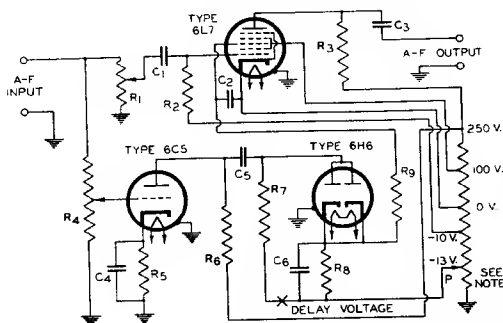 TYPE
6L7
C3
A-F
INPUT
R1
C1
R2
C2
R3
A-F OUTPUT
250 V.
TYPE 6C5
TYPE 6H6
C5
R7
R9
100 V.
0 V.
-10 V.
-13 V.
R4
C4
R5
R6
C6
R8
P
SEE
NOTE
DELAY VOLTAGE